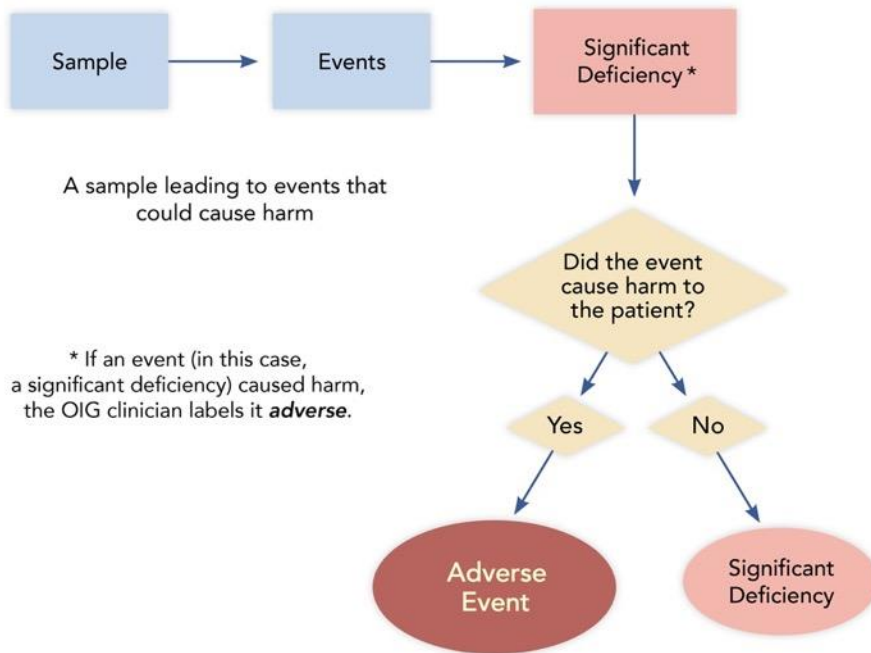 Sample
Events
Significant
Deficiency *
A sample leading to events that
could cause harm
Did the event
cause harm to
the patient?
* If an event (in this case,
a significant deficiency) caused harm,
the OIG clinician labels it adverse.
Yes
No
Adverse
Event
Significant
Deficiency